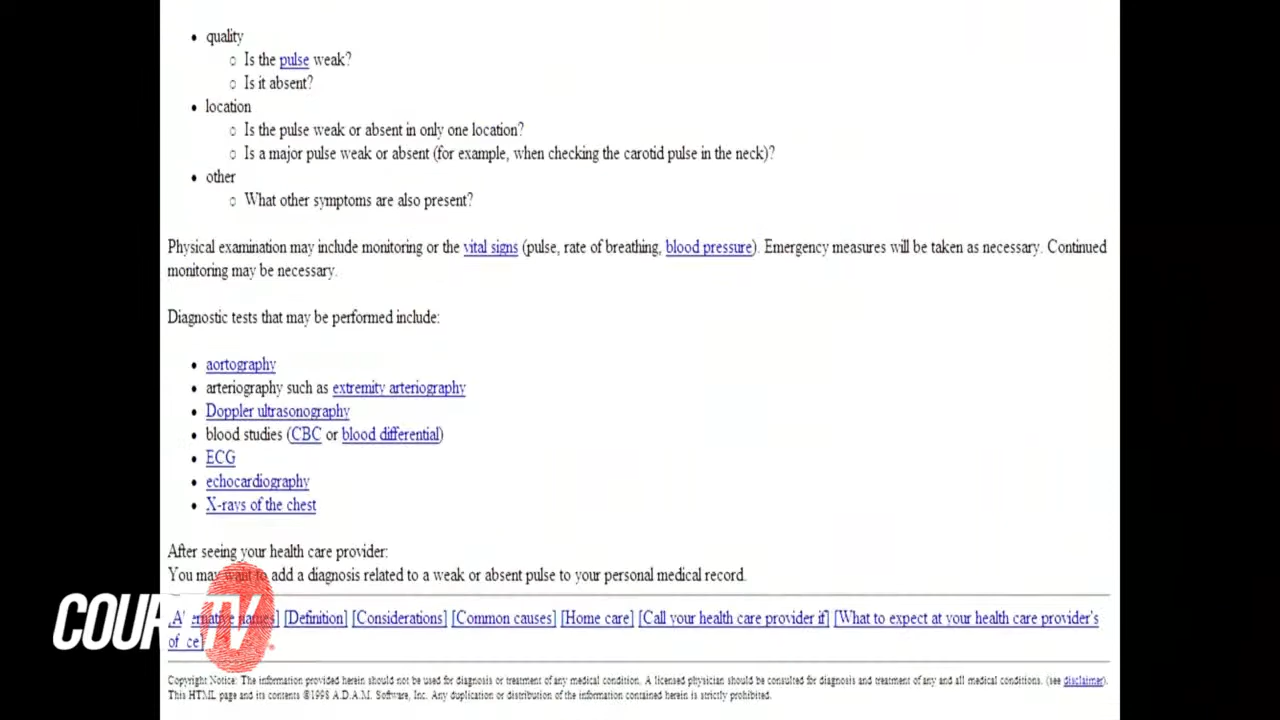 • quality
○ Is the pulse weak?
○ Is it absent?
• location
○ Is the pulse weak or absent in only one location?
○ Is a major pulse weak or absent (for example, when checking the carotid pulse in the neck)?
• other
○ What other symptoms are also present?
Physical examination may include monitoring or the vital signs (pulse, rate of breathing, blood pressure). Emergency measures will be taken as necessary. Continued
monitoring may be necessary.
Diagnostic tests that may be performed include:
• aortography
• arteriography such as extremity arteriography
• Doppler ultrasonography
• blood studies (CBC or blood differential)
• ECG
• echocardiography
• X-rays of the chest
After seeing your health care provider:
You may want to add a diagnosis related to a weak or absent pulse to your personal medical record.
[Alternative names] [Definition] [Considerations] [Common causes] [Home care] [Call your health care provider if] [What to expect at your health care provider's
office]
COURT TV
Copyright Notice: The information provided herein should not be used for diagnosis or treatment of any medical condition. A licensed physician should be consulted for diagnosis and treatment of any and all medical conditions. (see disclaimer).
This HTML page and its contents ©1998 A.D.A.M. Software, Inc. Any duplication or distribution of the information contained herein is strictly prohibited.